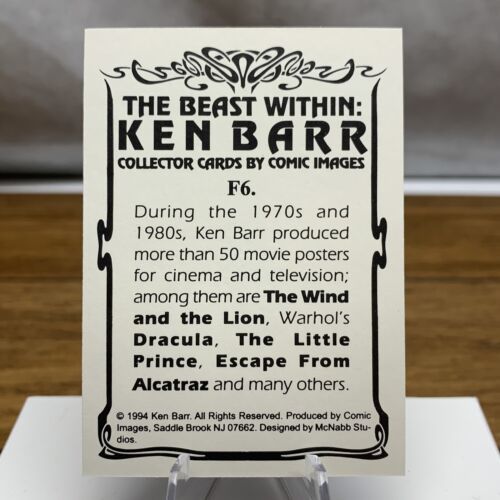 THE BEAST WITHIN:
KEN BARR
COLLECTOR CARDS BY COMIC IMAGES
F6.
During the 1970s and
1980s, Ken Barr produced
more than 50 movie posters
for cinema and television;
among them are The Wind
and the Lion, Warhol's
Dracula, The Little
Prince, Escape From
Alcatraz and many others.
© 1994 Ken Barr. All Rights Reserved. Produced by Comic
Images, Saddle Brook NJ 07662. Designed by McNabb Stu-
dios.